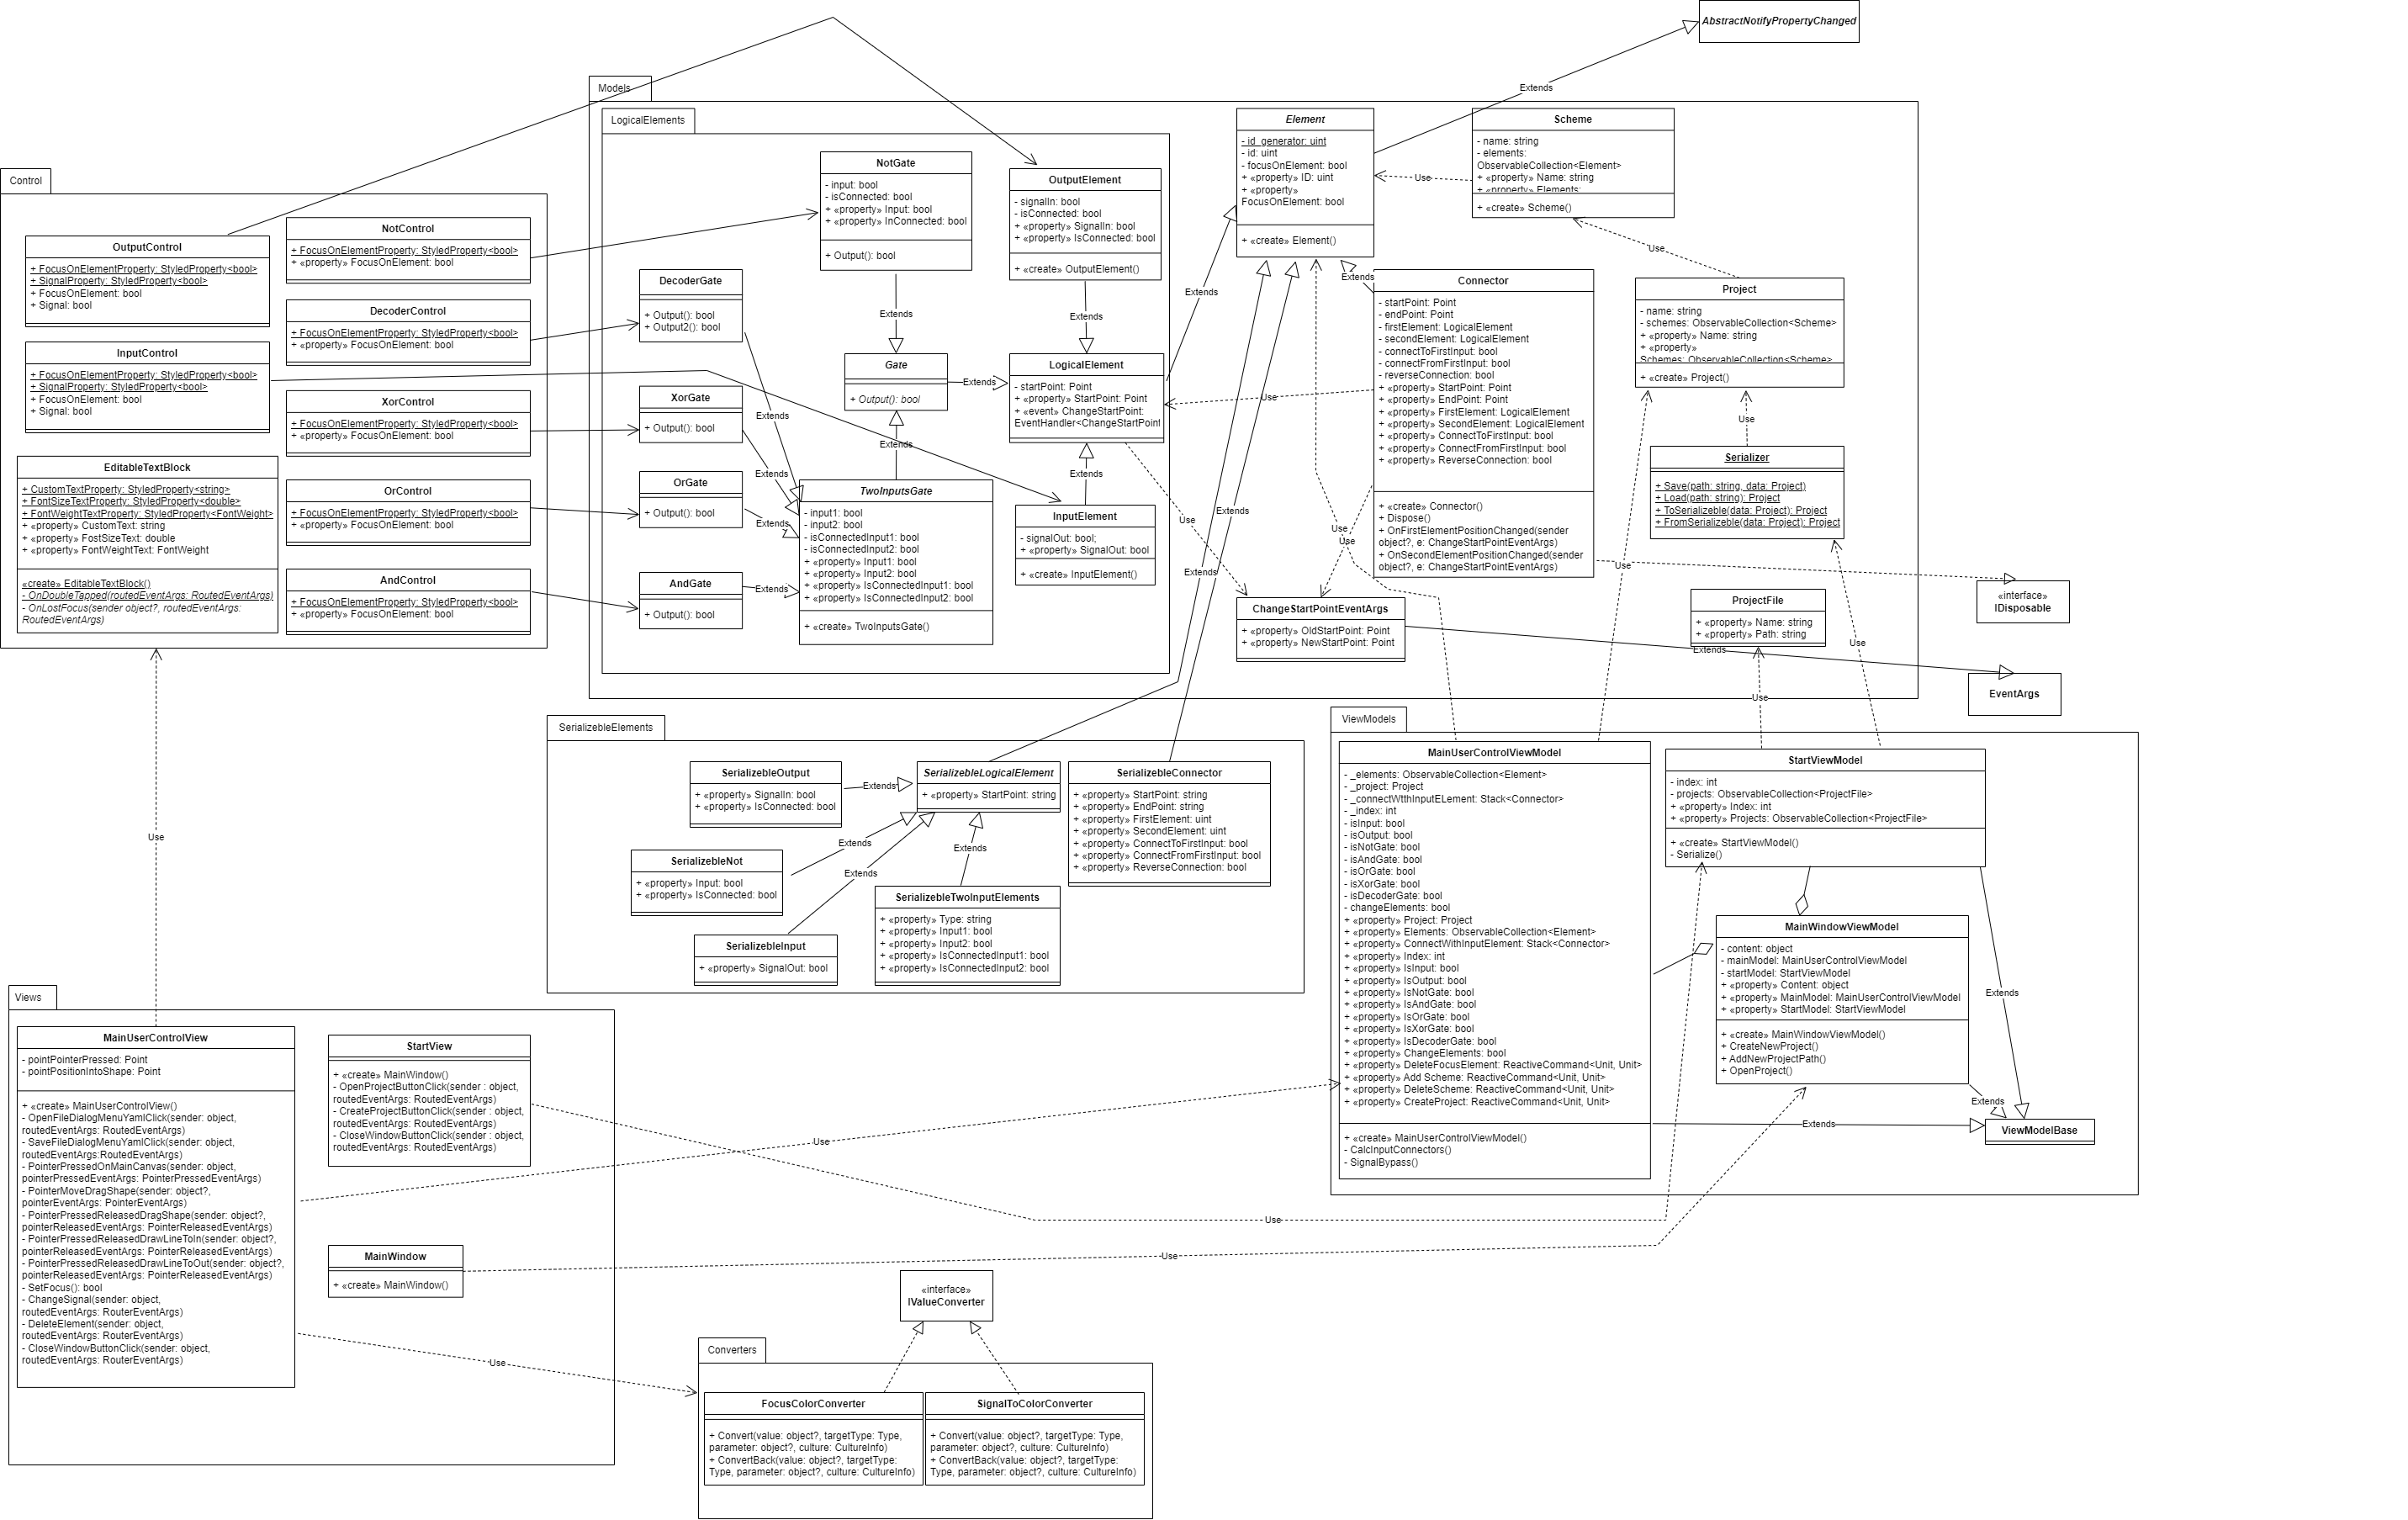 AbstractNotifyPropertyChanged
Extends
Models
LogicalElements
Element
- id_generator: uint
- id: uint
- focusOnElement: bool
+ «property» ID: uint
+ «property»
FocusOnElement: bool
+ «create» Element()
Scheme
- name: string
- elements:
ObservableCollection<Element>
+ «property» Name: string
+ «property» Elements:
+ «create» Scheme()
Use
NotGate
- input: bool
- isConnected: bool
+ «property» Input: bool
+ «property» InConnected: bool
+ Output(): bool
OutputElement
- signalIn: bool
- isConnected: bool
+ «property» SignalIn: bool
+ «property» IsConnected: bool
+ «create» OutputElement()
Control
OutputControl
+ FocusOnElementProperty: StyledProperty<bool>
+ SignalProperty: StyledProperty<bool>
+ FocusOnElement: bool
+ Signal: bool
NotControl
+ FocusOnElementProperty: StyledProperty<bool>
+ «property» FocusOnElement: bool
DecoderControl
+ FocusOnElementProperty: StyledProperty<bool>
+ «property» FocusOnElement: bool
InputControl
+ FocusOnElementProperty: StyledProperty<bool>
+ SignalProperty: StyledProperty<bool>
+ FocusOnElement: bool
+ Signal: bool
XorControl
+ FocusOnElementProperty: StyledProperty<bool>
+ «property» FocusOnElement: bool
EditableTextBlock
+ CustomTextProperty: StyledProperty<string>
+ FontSizeTextProperty: StyledProperty<double>
+ FontWeightTextProperty: StyledProperty<FontWeight>
+ «property» CustomText: string
+ «property» FostSizeText: double
+ «property» FontWeightText: FontWeight
«create» EditableTextBlock()
- OnDoubleTapped(routedEventArgs: RoutedEventArgs)
- OnLostFocus(sender object?, routedEventArgs:
RoutedEventArgs)
OrControl
+ FocusOnElementProperty: StyledProperty<bool>
+ «property» FocusOnElement: bool
AndControl
+ FocusOnElementProperty: StyledProperty<bool>
+ «property» FocusOnElement: bool
DecoderGate
+ Output(): bool
+ Output2(): bool
XorGate
+ Output(): bool
OrGate
+ Output(): bool
AndGate
+ Output(): bool
Extends
Extends
Extends
Extends
Extends
Gate
+ Output(): bool
Extends
Extends
TwoInputsGate
- input1: bool
- input2: bool
- isConnectedInput1: bool
- isConnectedInput2: bool
+ «property» Input1: bool
+ «property» Input2: bool
+ «property» IsConnectedInput1: bool
+ «property» IsConnectedInput2: bool
+ «create» TwoInputsGate()
Extends
LogicalElement
- startPoint: Point
+ «property» StartPoint: Point
+ «event» ChangeStartPoint:
EventHandler<ChangeStartPoint
Extends
InputElement
- signalOut: bool;
+ «property» SignalOut: bool
+ «create» InputElement()
Extends
Extends
Use
Use
Extends
Extends
Use
Use
Connector
- startPoint: Point
- endPoint: Point
- firstElement: LogicalElement
- secondElement: LogicalElement
- connectToFirstInput: bool
- connectFromFirstInput: bool
- reverseConnection: bool
+ «property» StartPoint: Point
+ «property» EndPoint: Point
+ «property» FirstElement: LogicalElement
+ «property» SecondElement: LogicalElement
+ «property» ConnectToFirstInput: bool
+ «property» ConnectFromFirstInput: bool
+ «property» ReverseConnection: bool
+ «create» Connector()
+ Dispose()
+ OnFirstElementPositionChanged(sender
object?, e: ChangeStartPointEventArgs)
+ OnSecondElementPositionChanged(sender
object?, e: ChangeStartPointEventArgs)
Use
Project
- name: string
- schemes: ObservableCollection<Scheme>
+ «property» Name: string
+ «property»
Schemes: ObservableCollection<Scheme>
+ «create» Project()
Use
Serializer
+ Save(path: string, data: Project)
+ Load(path: string): Project
+ ToSerializeble(data: Project): Project
+ FromSerializeble(data: Project): Project
Use
ChangeStartPointEventArgs
+ «property» OldStartPoint: Point
+ «property» NewStartPoint: Point
ProjectFile
+ «property» Name: string
+ «property» Path: string
Use
Extends
Use
«interface»
IDisposable
EventArgs
SerializebleElements
SerializebleOutput
+ «property» SignalIn: bool
+ «property» IsConnected: bool
Extends
SerializebleLogicalElement
+ «property» StartPoint: string
SerializebleConnector
+ «property» StartPoint: string
+ «property» EndPoint: string
+ «property» FirstElement: uint
+ «property» SecondElement: uint
+ «property» ConnectToFirstInput: bool
+ «property» ConnectFromFirstInput: bool
+ «property» ReverseConnection: bool
SerializebleNot
+ «property» Input: bool
+ «property» IsConnected: bool
Extends
Extends
Extends
SerializebleInput
+ «property» SignalOut: bool
SerializebleTwoInputElements
+ «property» Type: string
+ «property» Input1: bool
+ «property» Input2: bool
+ «property» IsConnectedInput1: bool
+ «property» IsConnectedInput2: bool
ViewModels
MainUserControlViewModel
- _elements: ObservableCollection<Element>
- _project: Project
- _connectWtthInputELement: Stack<Connector>
- _index: int
- isInput: bool
- isOutput: bool
- isNotGate: bool
- isAndGate: bool
- isOrGate: bool
- isXorGate: bool
- isDecoderGate: bool
- changeElements: bool
+ «property» Project: Project
+ «property» Elements: ObservableCollection<Element>
+ «property» ConnectWithInputElement: Stack<Connector>
+ «property» Index: int
+ «property» IsInput: bool
+ «property» IsOutput: bool
+ «property» IsNotGate: bool
+ «property» IsAndGate: bool
+ «property» IsOrGate: bool
+ «property» IsXorGate: bool
+ «property» IsDecoderGate: bool
+ «property» ChangeElements: bool
+ «property» DeleteFocusElement: ReactiveCommand<Unit, Unit>
+ «property» Add Scheme: ReactiveCommand<Unit, Unit>
+ «property» DeleteScheme: ReactiveCommand<Unit, Unit>
+ «property» CreateProject: ReactiveCommand<Unit, Unit>
+ «create» MainUserControlViewModel()
- CalcInputConnectors()
- SignalBypass()
StartViewModel
- index: int
- projects: ObservableCollection<ProjectFile>
+ «property» Index: int
+ «property» Projects: ObservableCollection<ProjectFile>
+ «create» StartViewModel()
- Serialize()
MainWindowViewModel
- content: object
- mainModel: MainUserControlViewModel
- startModel: StartViewModel
+ «property» Content: object
+ «property» MainModel: MainUserControlViewModel
+ «property» StartModel: StartViewModel
+ «create» MainWindowViewModel()
+ CreateNewProject()
+ AddNewProjectPath()
+ OpenProject()
Extends
Extends
Extends
ViewModelBase
Use
Views
MainUserControlView
- pointPointerPressed: Point
- pointPositionIntoShape: Point
+ «create» MainUserControlView()
- OpenFileDialogMenuYamlClick(sender: object,
routedEventArgs: RoutedEventArgs)
- SaveFileDialogMenuYamlClick(sender: object,
routedEventArgs:RoutedEventArgs)
- PointerPressedOnMainCanvas(sender: object,
pointerPressedEventArgs: PointerPressedEventArgs)
- PointerMoveDragShape(sender: object?,
pointerEventArgs: PointerEventArgs)
- PointerPressedReleasedDragShape(sender: object?,
pointerReleasedEventArgs: PointerReleasedEventArgs)
- PointerPressedReleasedDrawLineToIn(sender: object?,
pointerReleasedEventArgs: PointerReleasedEventArgs)
- PointerPressedReleasedDrawLineToOut(sender: object?,
pointerReleasedEventArgs: PointerReleasedEventArgs)
- SetFocus(): bool
- ChangeSignal(sender: object,
routedEventArgs: RouterEventArgs)
- DeleteElement(sender: object,
routedEventArgs: RouterEventArgs)
- CloseWindowButtonClick(sender: object,
routedEventArgs: RouterEventArgs)
StartView
+ «create» MainWindow()
- OpenProjectButtonClick(sender : object,
routedEventArgs: RoutedEventArgs)
- CreateProjectButtonClick(sender : object,
routedEventArgs: RoutedEventArgs)
- CloseWindowButtonClick(sender : object,
routedEventArgs: RoutedEventArgs)
MainWindow
+ «create» MainWindow()
Use
Use
Use
Use
«interface»
IValueConverter
Converters
FocusColorConverter
+ Convert(value: object?, targetType: Type,
parameter: object?, culture: CultureInfo)
+ ConvertBack(value: object?, targetType:
Type, parameter: object?, culture: CultureInfo)
SignalToColorConverter
+ Convert(value: object?, targetType: Type,
parameter: object?, culture: CultureInfo)
+ ConvertBack(value: object?, targetType:
Type, parameter: object?, culture: CultureInfo)